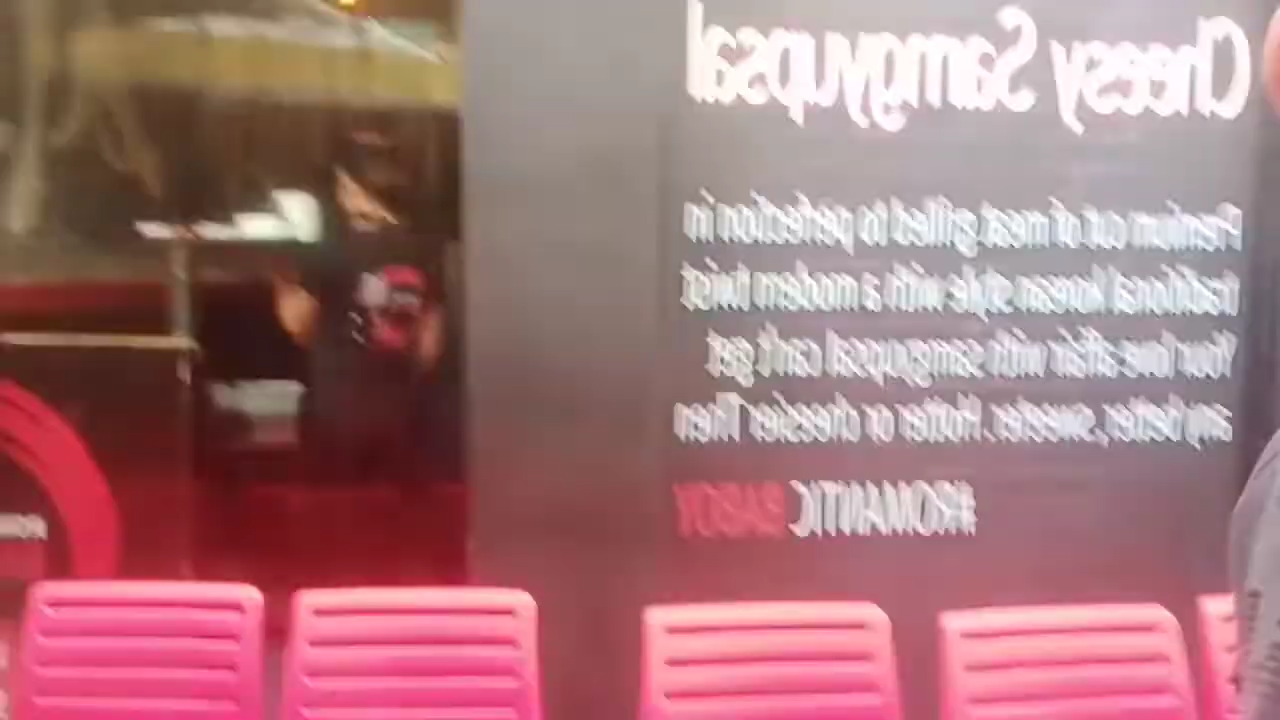 Cheesy Samgyupsal
Premium cut of meat grilled to perfection in
traditional korean style with a modern twist.
Your love affair with samgyupsal can't get
any better, sweeter. Hotter or cheesier. Then
#ROMANTIC BABOY